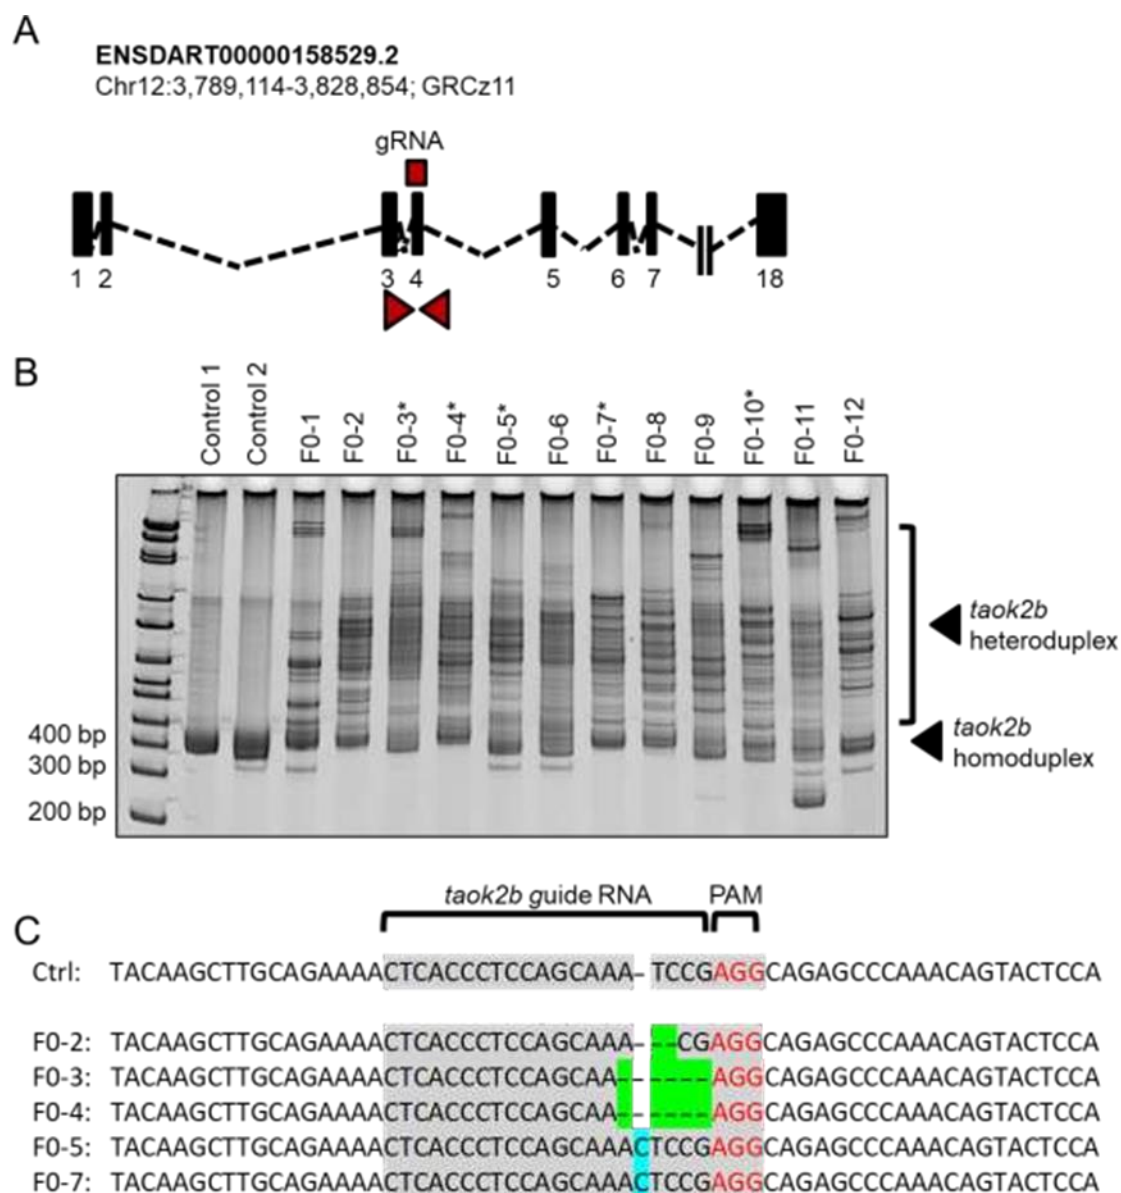 A
ENSDART00000158529.2
Chr12:3,789,114-3,828,854; GRCz11
gRNA
1 2 3 4 5 6 7 18
B
Control 1 Control 2 F0-1 F0-2 F0-3* F0-4* F0-5* F0-6 F0-7* F0-8 F0-9 F0-10* F0-11 F0-12
taok2b
heteroduplex
400 bp
taok2b
homoduplex
300 bp
200 bp
taok2b guide RNA PAM
C
Ctrl: TACAAGCTTGCAGAAAACTCACCCTCCAGCAAA- TCCGAGGCAGAGCCCAAACAGTACTCCA
F0-2: TACAAGCTTGCAGAAAACTCACCCTCCAGCAAA---CGAGGCAGAGCCCAAACAGTACTCCA
F0-3: TACAAGCTTGCAGAAAACTCACCCTCCAGCAA------AGGCAGAGCCCAAACAGTACTCCA
F0-4: TACAAGCTTGCAGAAAACTCACCCTCCAGCAA------AGGCAGAGCCCAAACAGTACTCCA
F0-5: TACAAGCTTGCAGAAAACTCACCCTCCAGCAAACTCCGAGGCAGAGCCCAAACAGTACTCCA
F0-7: TACAAGCTTGCAGAAAACTCACCCTCCAGCAAACTCCGAGGCAGAGCCCAAACAGTACTCCA